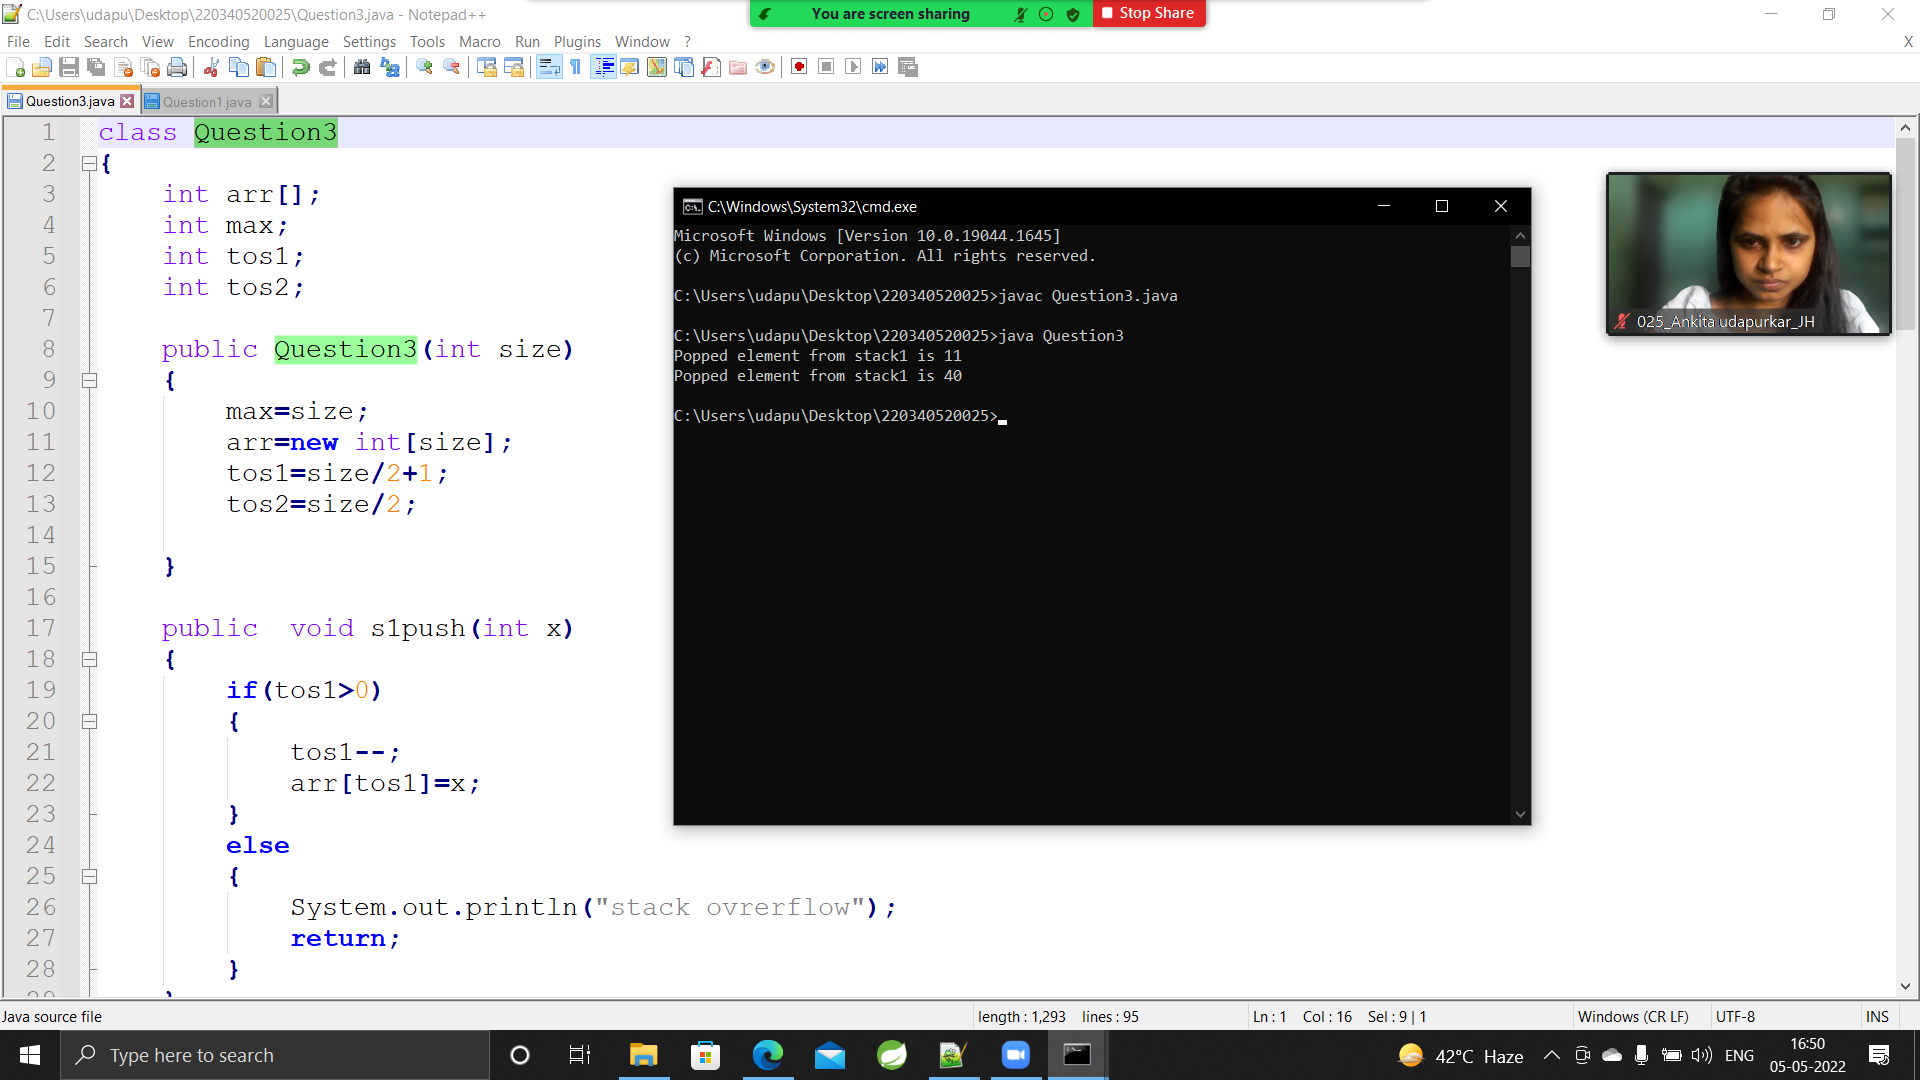 C:\Users\udapu\Desktop\220340520025\Question3.java - Notepad++
You are screen sharing
Stop Share
File Edit Search View Encoding Language Settings Tools Macro Run Plugins Window ?
X
Question3.java
Question1.java
1 class Question3
2 {
3 int arr[];
4 int max;
5 int tos1;
6 int tos2;
7
8 public Question3(int size)
9 {
10 max=size;
11 arr=new int[size];
12 tos1=size/2+1;
13 tos2=size/2;
14
15 }
16
17 public  void s1push(int x)
18 {
19 if(tos1>0)
20 {
21 tos1--;
22 arr[tos1]=x;
23 }
24 else
25 {
26 System.out.println("stack ovrerflow");
27 return;
28 }
29 }
C:\Windows\System32\cmd.exe
Microsoft Windows [Version 10.0.19044.1645]
(c) Microsoft Corporation. All rights reserved.
C:\Users\udapu\Desktop\220340520025>javac Question3.java
C:\Users\udapu\Desktop\220340520025>java Question3
Popped element from stack1 is 11
Popped element from stack1 is 40
C:\Users\udapu\Desktop\220340520025>
025_Ankita udapurkar_JH
Java source file
length : 1,293 lines : 95
Ln : 1 Col : 16 Sel : 9 | 1
Windows (CR LF)
UTF-8
INS
Type here to search
42°C Haze
ENG
16:50
05-05-2022